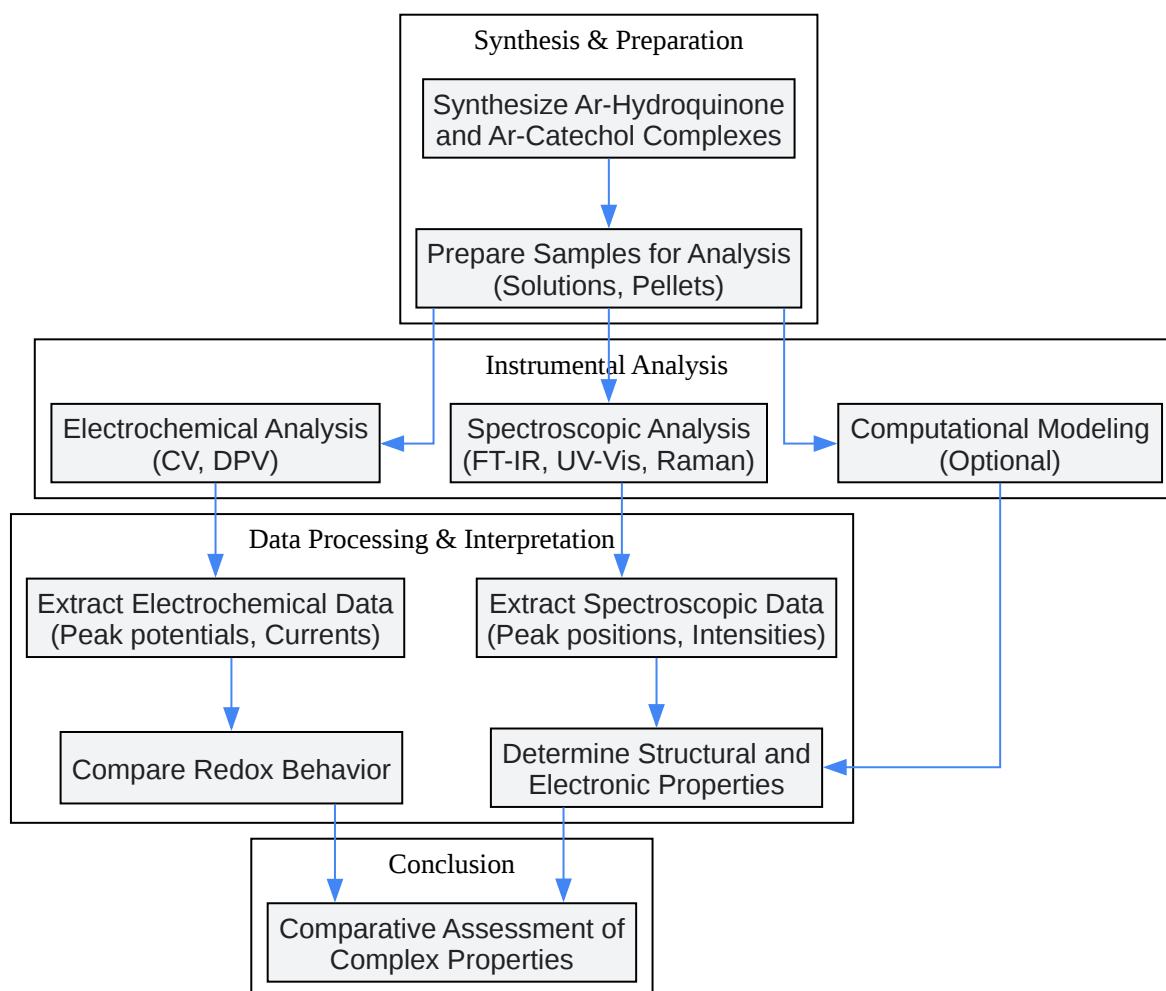 Synthesis & Preparation
Synthesize Ar-Hydroquinone
and Ar-Catechol Complexes
Prepare Samples for Analysis
(Solutions, Pellets)
Instrumental Analysis
Electrochemical Analysis
(CV, DPV)
Spectroscopic Analysis
(FT-IR, UV-Vis, Raman)
Computational Modeling
(Optional)
Data Processing & Interpretation
Extract Electrochemical Data
(Peak potentials, Currents)
Extract Spectroscopic Data
(Peak positions, Intensities)
Compare Redox Behavior
Determine Structural and
Electronic Properties
Conclusion
Comparative Assessment of
Complex Properties